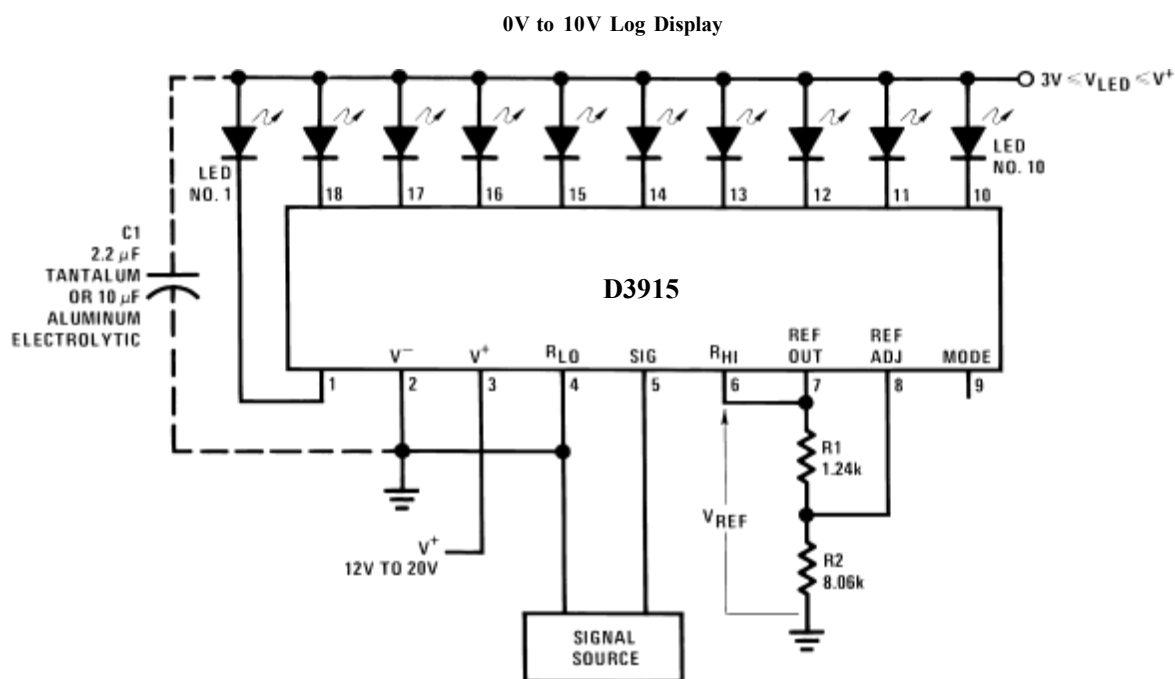 0V to 10V Log Display
3V ≤ VLED ≤ V+
LED
NO. 1
LED
NO. 10
18
17
16
15
14
13
12
11
10
C1
2.2 μF
TANTALUM
OR 10 μF
ALUMINUM
ELECTROLYTIC
D3915
V−
V+
RLO
SIG
RHI
REF
OUT
REF
ADJ
MODE
1
2
3
4
5
6
7
8
9
R1
1.24k
VREF
V+
12V TO 20V
R2
8.06k
SIGNAL
SOURCE